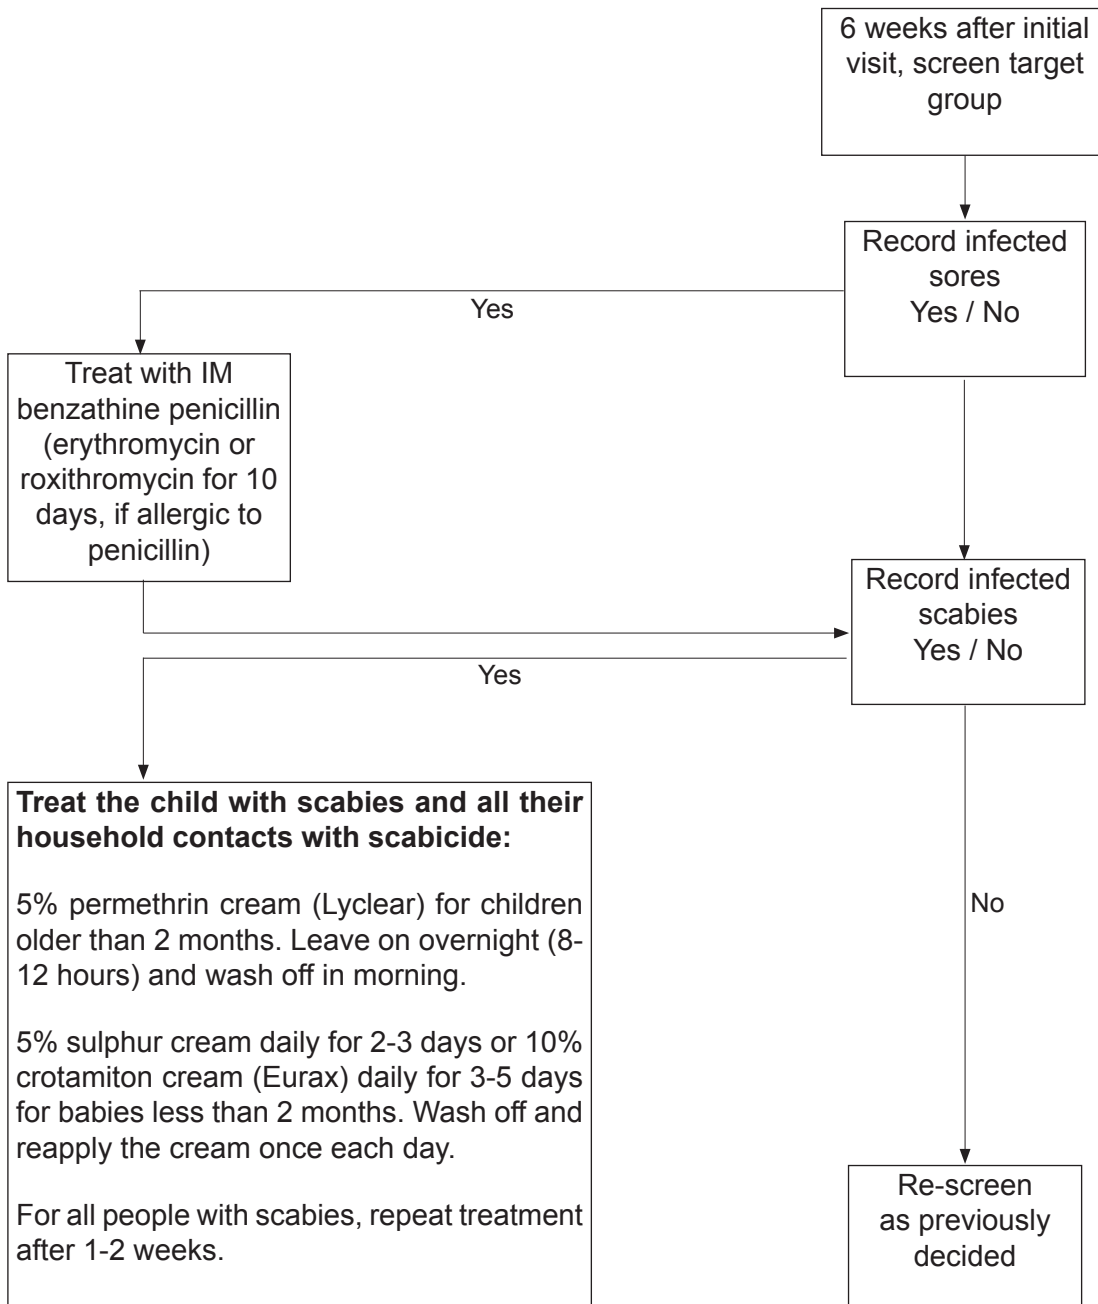 6 weeks after initial
visit, screen target
group
Record infected
sores
Yes / No
Yes
Treat with IM
benzathine penicillin
(erythromycin or
roxithromycin for 10
days, if allergic to
penicillin)
Record infected
scabies
Yes / No
Yes
Treat the child with scabies and all their
household contacts with scabicide:
5% permethrin cream (Lyclear) for children
older than 2 months. Leave on overnight (8-
12 hours) and wash off in morning.
5% sulphur cream daily for 2-3 days or 10%
crotamiton cream (Eurax) daily for 3-5 days
for babies less than 2 months. Wash off and
reapply the cream once each day.
For all people with scabies, repeat treatment
after 1-2 weeks.
No
Re-screen
as previously
decided